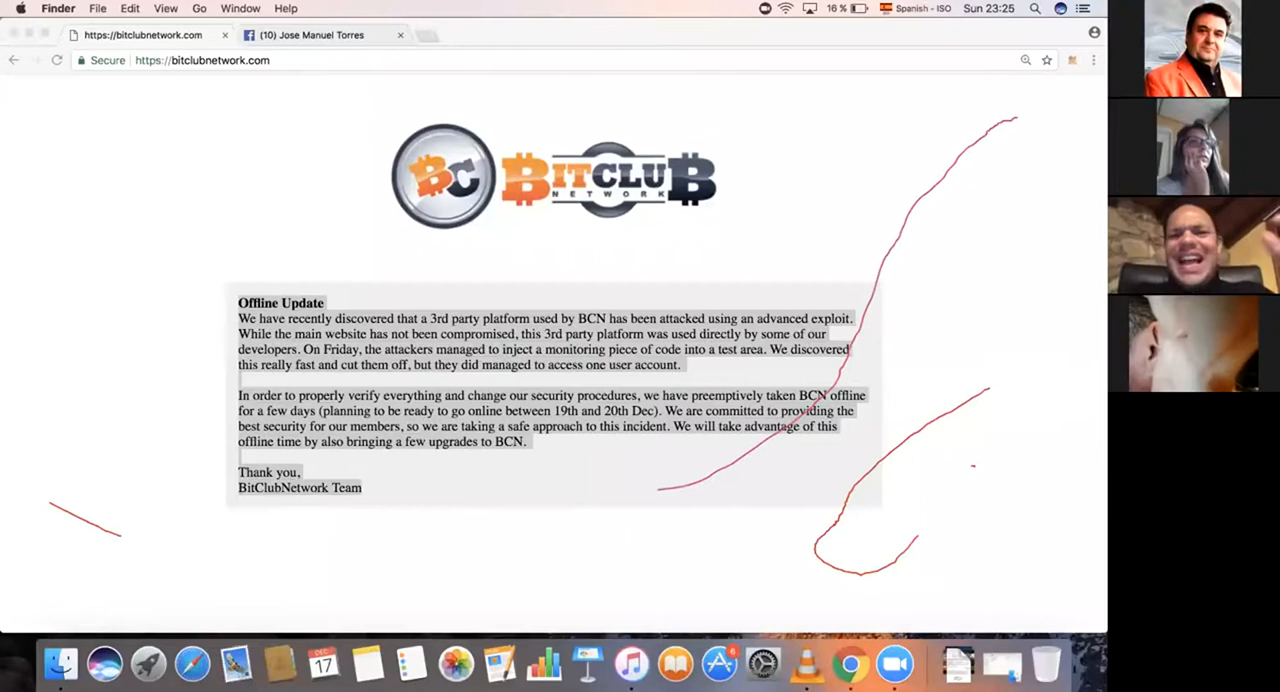 Finder File Edit View Go Window Help 16 % Spanish - ISO Sun 23:25
https://bitclubnetwork.com (10) Jose Manuel Torres
Secure https://bitclubnetwork.com
BC BITCLUB
NETWORK
Offline Update
We have recently discovered that a 3rd party platform used by BCN has been attacked using an advanced exploit.
While the main website has not been compromised, this 3rd party platform was used directly by some of our
developers. On Friday, the attackers managed to inject a monitoring piece of code into a test area. We discovered
this really fast and cut them off, but they did managed to access one user account.
In order to properly verify everything and change our security procedures, we have preemptively taken BCN offline
for a few days (planning to be ready to go online between 19th and 20th Dec). We are committed to providing the
best security for our members, so we are taking a safe approach to this incident. We will take advantage of this
offline time by also bringing a few upgrades to BCN.
Thank you,
BitClubNetwork Team
DEC
17
6